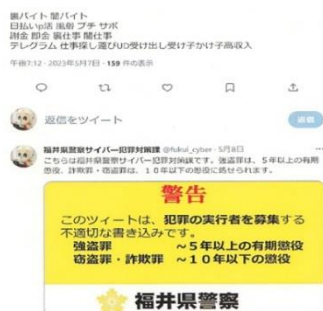 裏バイト 闇バイト
日払いp活 風俗 プチ サポ
謝金 即金 裏仕事 闇仕事
テレグラム 仕事探し 運びUD受け出し受け子かけ子高収入
午後7:12 · 2023年5月7日 · 159 件の表示
返信をツイート
返信
福井県警察サイバー犯罪対策課 @fukui_cyber · 5月8日
こちらは福井県警察サイバー犯罪対策課です。強盗罪は、5年以上の有期
懲役、詐欺罪・窃盗罪は、10年以下の懲役に処せられます。
警告
このツィートは、犯罪の実行者を募集する
不適切な書き込みです。
強盗罪 ～5年以上の有期懲役
窃盗罪・詐欺罪 ～10年以下の懲役
福井県警察